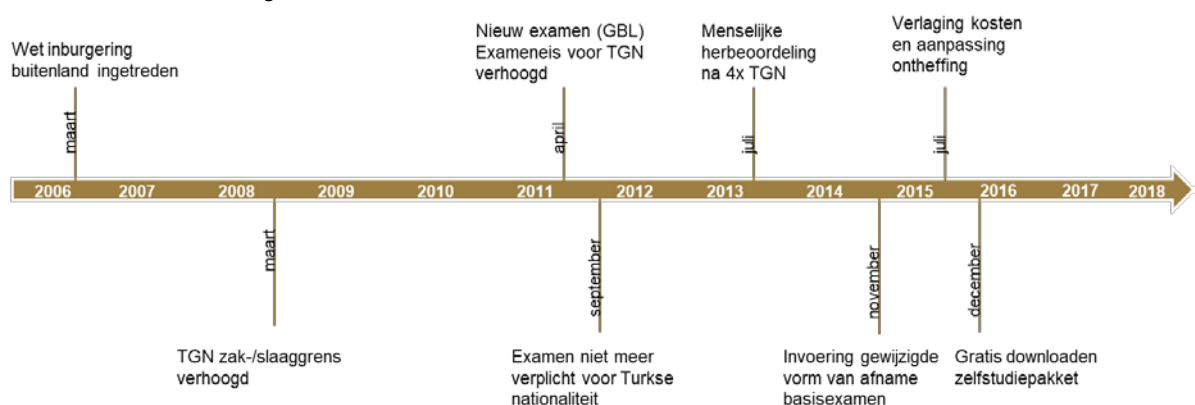 Wet inburgering
buitenland ingetreden
Nieuw examen (GBL)
Exameneis voor TGN
verhoogd
Menselijke
herbeoordeling
na 4x TGN
Verlaging kosten
en aanpassing
ontheffing
maart
april
juli
juli
2006 2007 2008 2009 2010 2011 2012 2013 2014 2015 2016 2017 2018
maart
september
november
december
TGN zak-/slaaggrens
verhoogd
Examen niet meer
verplicht voor Turkse
nationaliteit
Invoering gewijzigde
vorm van afname
basisexamen
Gratis downloaden
zelfstudiepakket